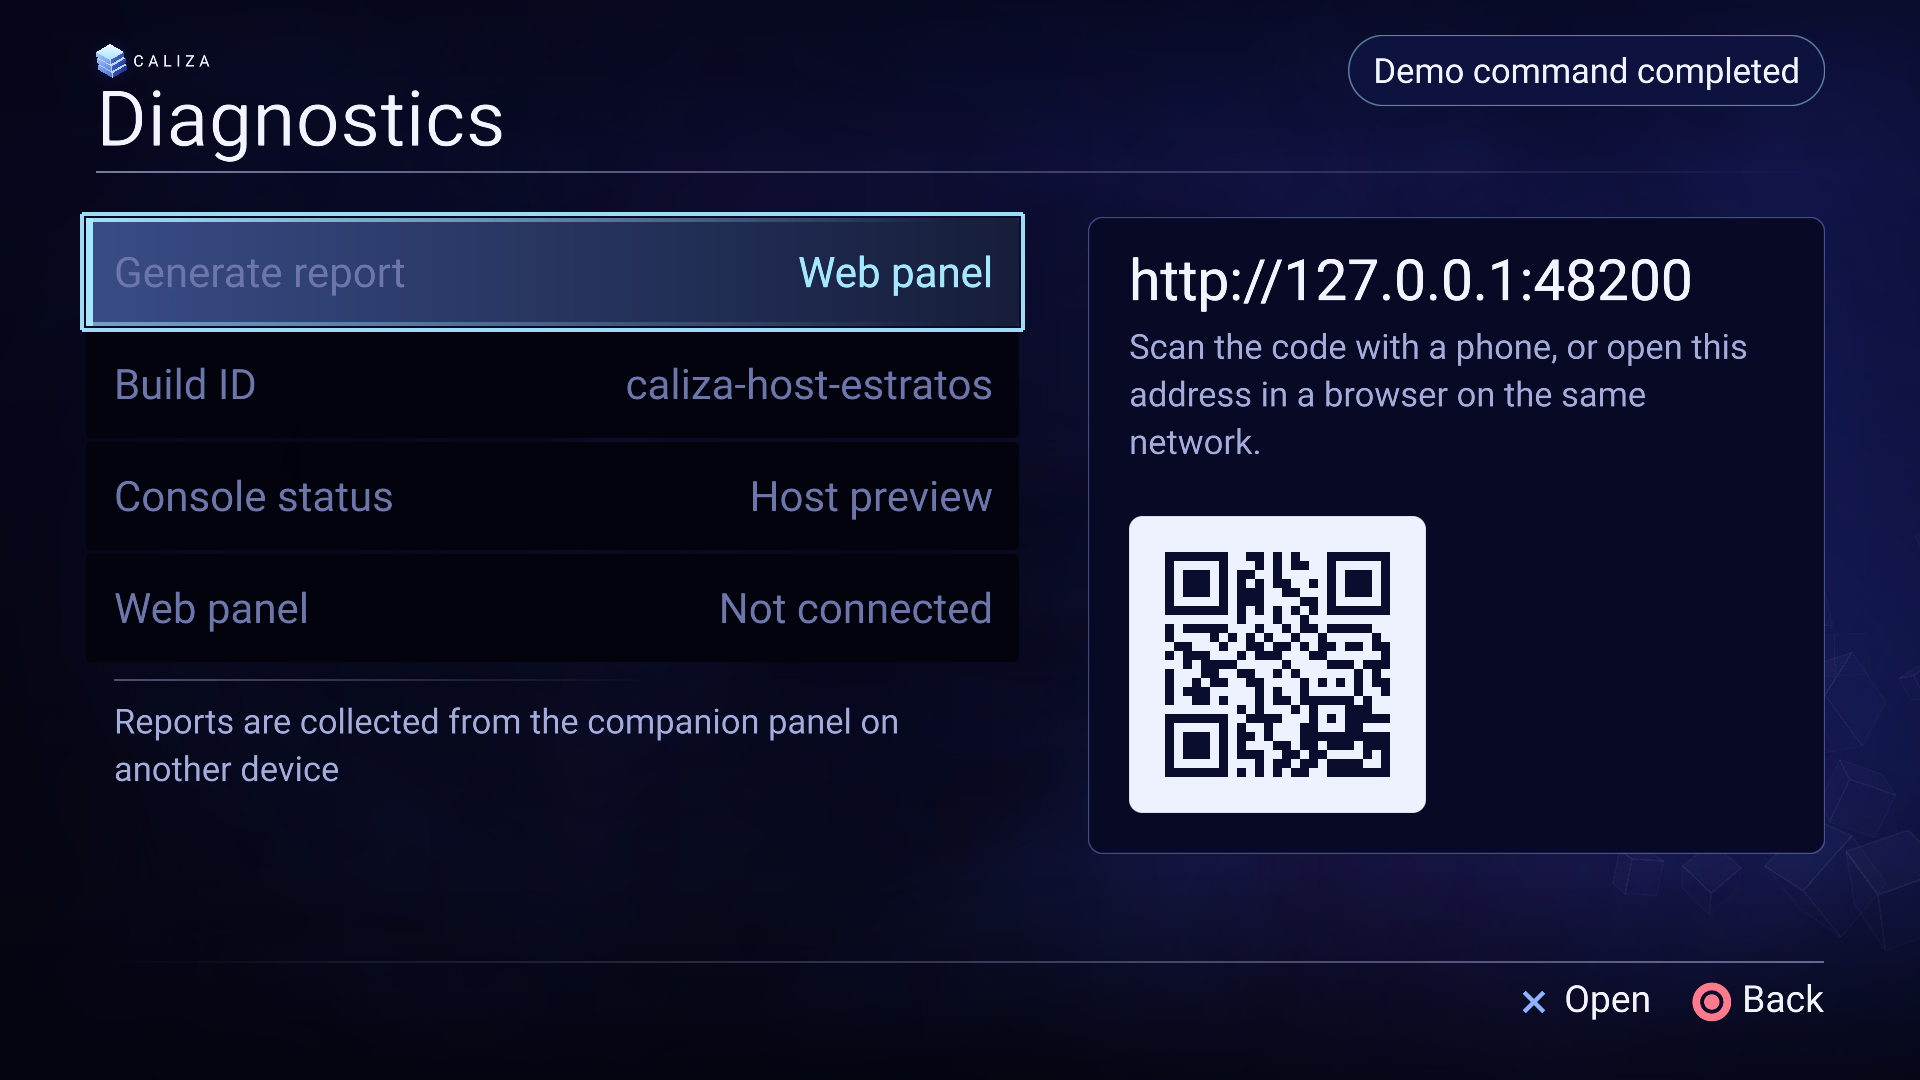 CALIZA
Diagnostics
Demo command completed
Generate report Web panel
Build ID caliza-host-estratos
Console status Host preview
Web panel Not connected
Reports are collected from the companion panel on
another device
http://127.0.0.1:48200
Scan the code with a phone, or open this
address in a browser on the same
network.
Open Back